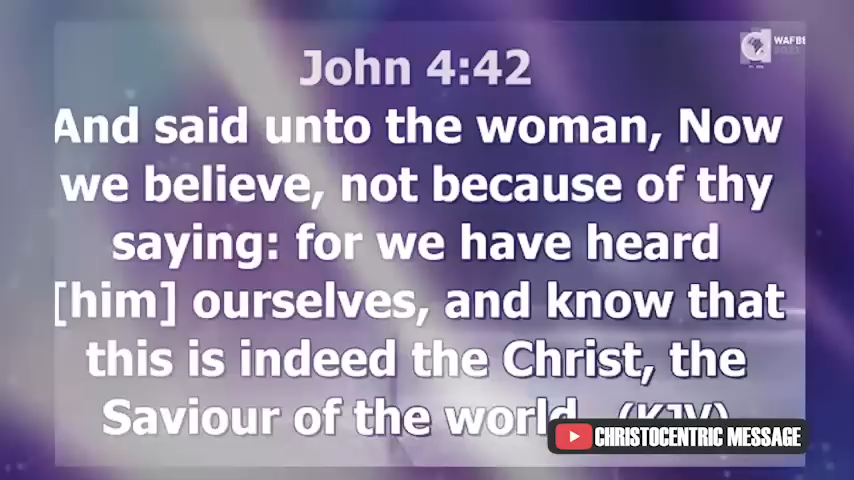 WAFBE
John 4:42
And said unto the woman, Now
we believe, not because of thy
saying: for we have heard
[him] ourselves, and know that
this is indeed the Christ, the
Saviour of the world. (KJV)
CHRISTOCENTRIC MESSAGE